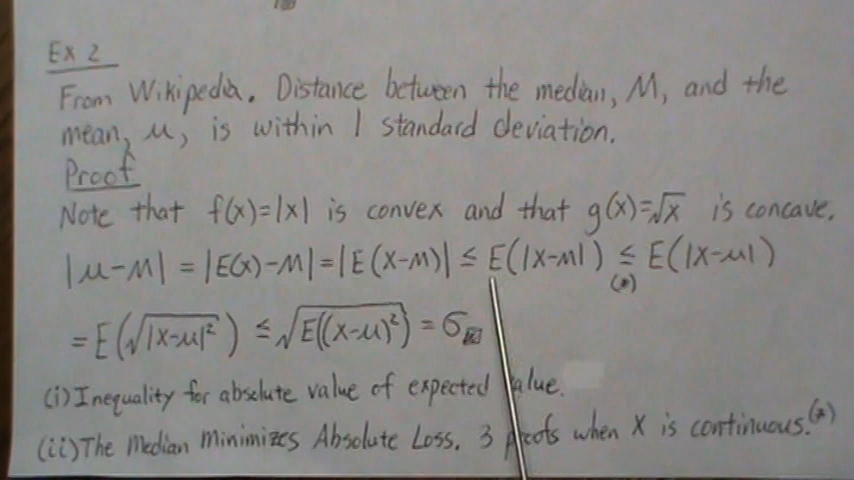 Ex 2
From Wikipedia. Distance between the median, M, and the
mean, μ, is within 1 standard deviation.
Proof
Note that f(x)=|x| is convex and that g(x)=√x is concave.
|μ-M| = |E(X)-M| = |E(X-M)| ≤ E(|X-M|) ≤ E(|X-μ|)
(*)
= E(√|X-μ|²) ≤ √E((X-μ)²) = σ
(i) Inequality for absolute value of expected value.
(ii) The Median Minimizes Absolute Loss. 3 proofs when X is continuous.(*)